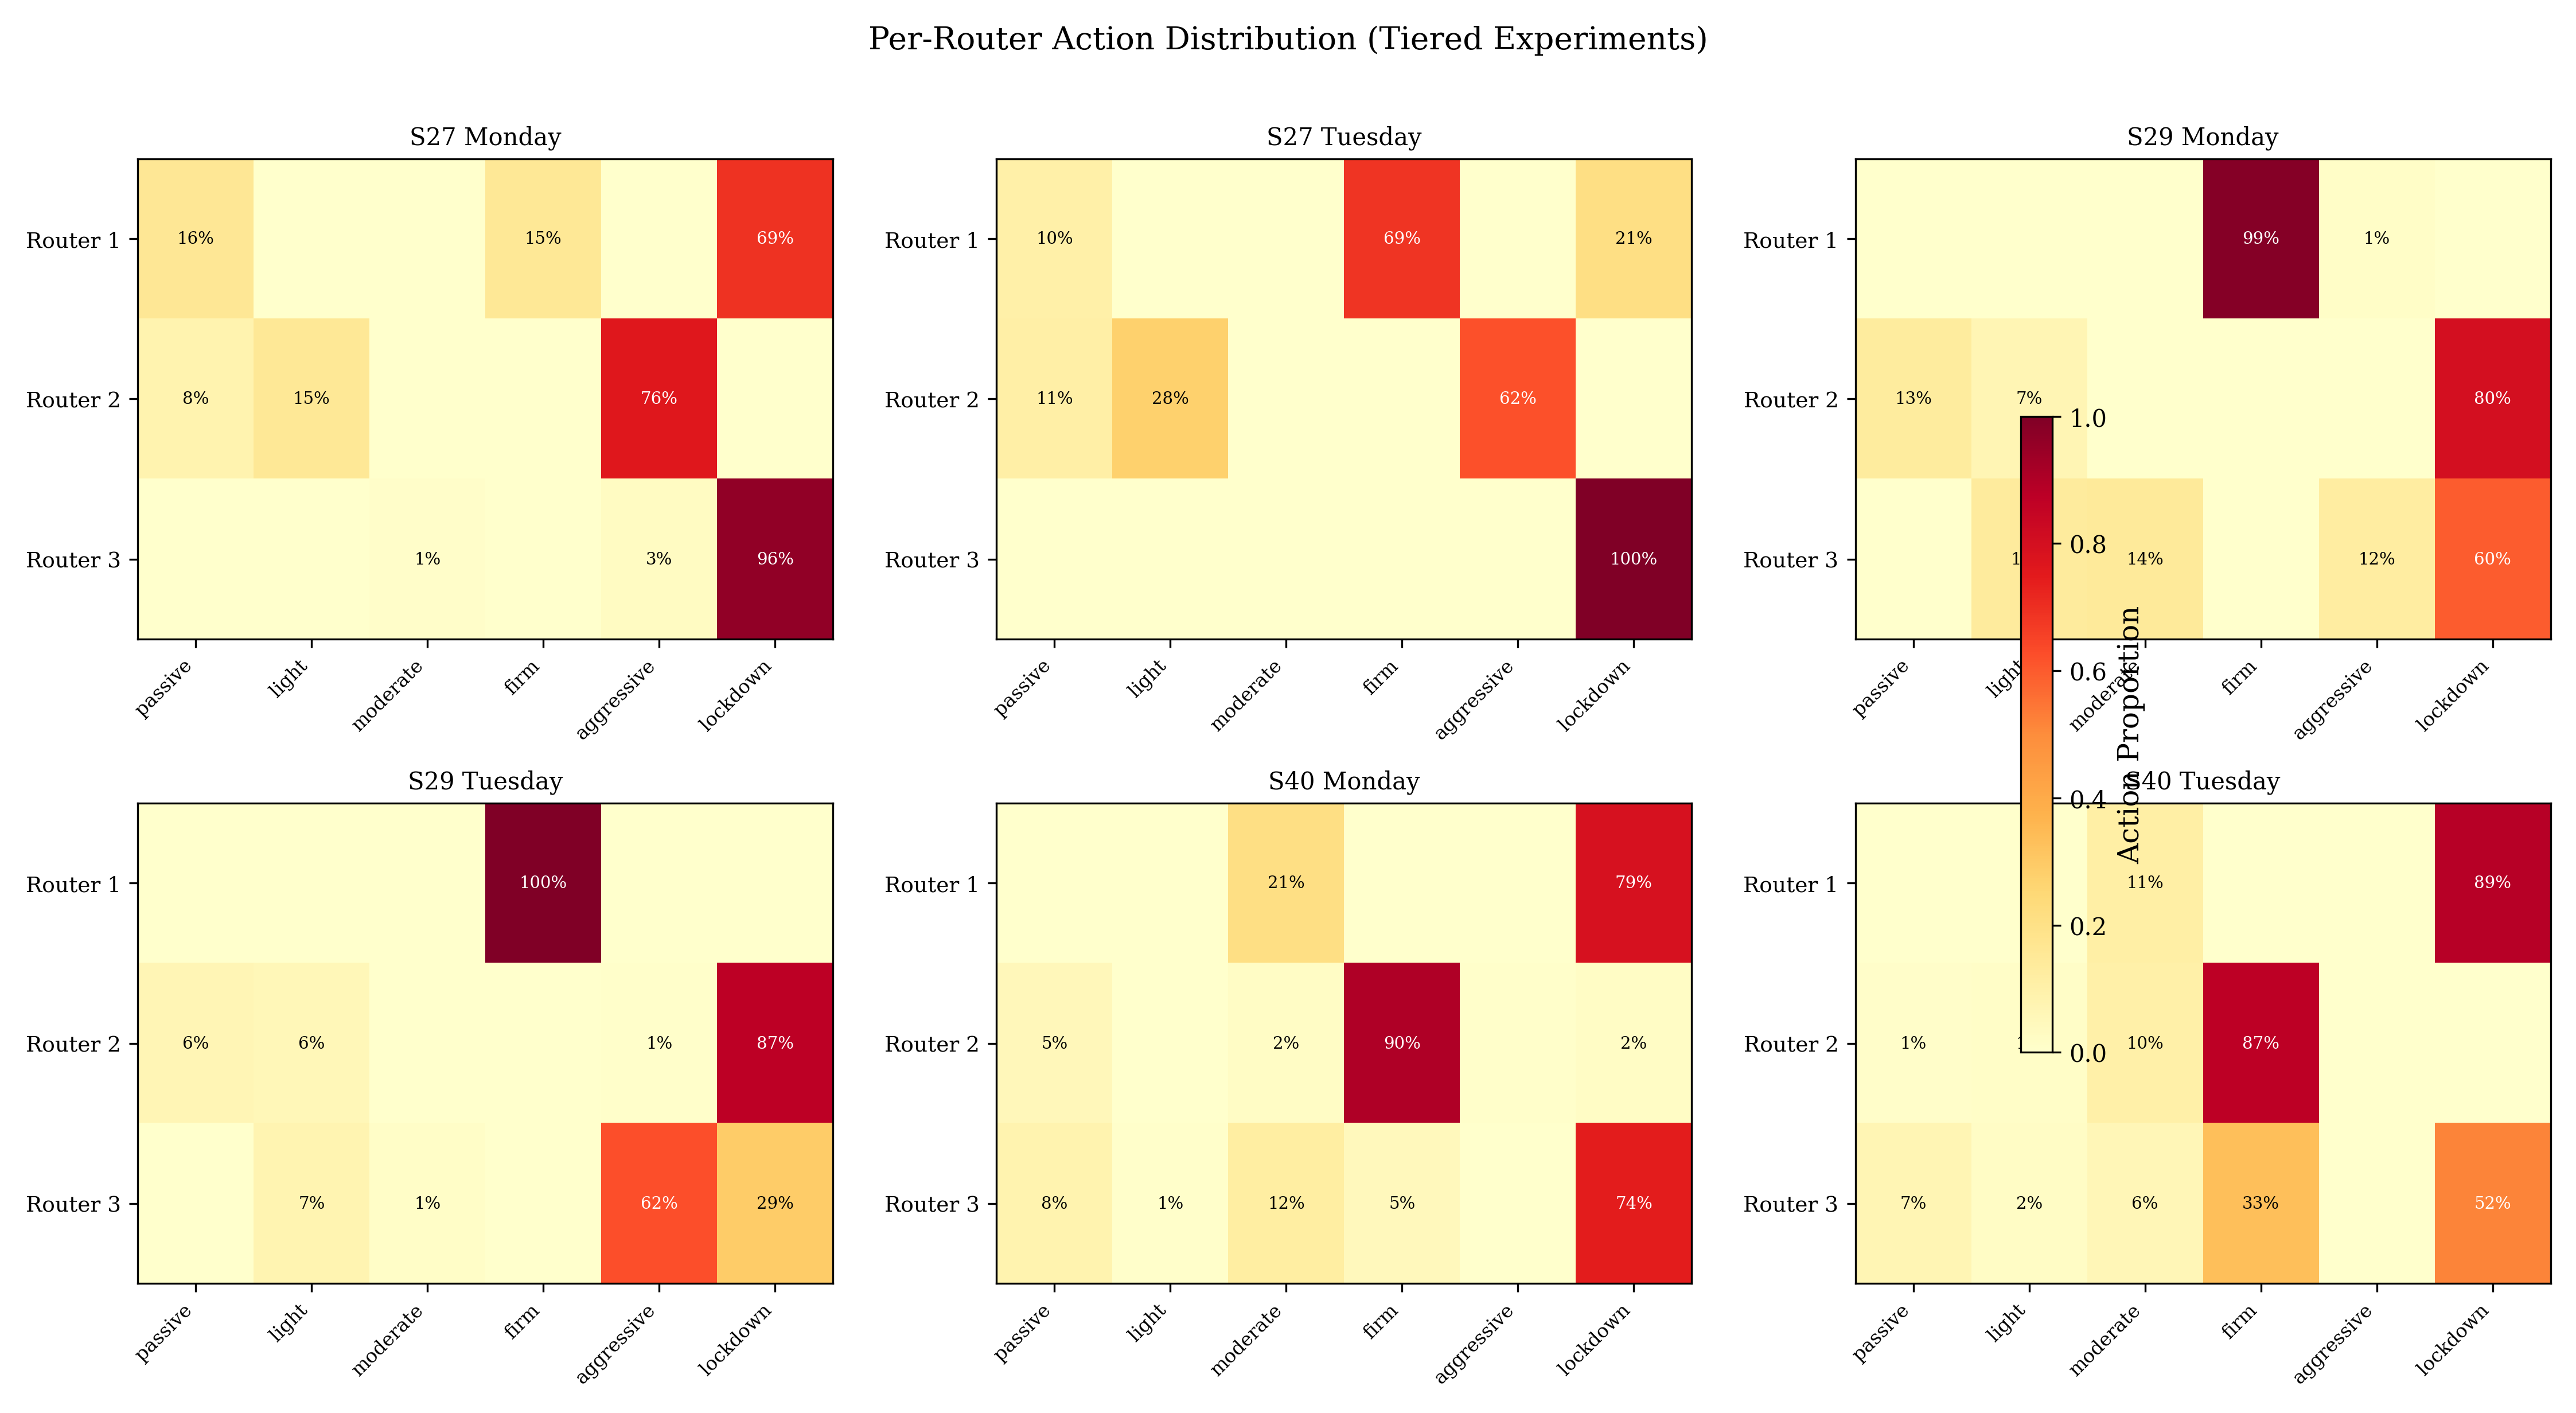 Per-Router Action Distribution (Tiered Experiments)
S27 Monday
Router 1 16% 15% 69%
Router 2 8% 15% 76%
Router 3 1% 3% 96%
passive light moderate firm aggressive lockdown
S27 Tuesday
Router 1 10% 69% 21%
Router 2 11% 28% 62%
Router 3 100%
passive light moderate firm aggressive lockdown
S29 Monday
Router 1 99% 1%
Router 2 13% 7% 80%
Router 3 14% 12% 60%
passive light moderate firm aggressive lockdown
S29 Tuesday
Router 1 100%
Router 2 6% 6% 1% 87%
Router 3 7% 1% 62% 29%
passive light moderate firm aggressive lockdown
S40 Monday
Router 1 21% 79%
Router 2 5% 2% 90% 2%
Router 3 8% 1% 12% 5% 74%
passive light moderate firm aggressive lockdown
S40 Tuesday
Router 1 11% 89%
Router 2 1% 10% 87%
Router 3 7% 2% 6% 33% 52%
passive light moderate firm aggressive lockdown
1.0
0.8
0.6
0.4
0.2
0.0
Action Proportion